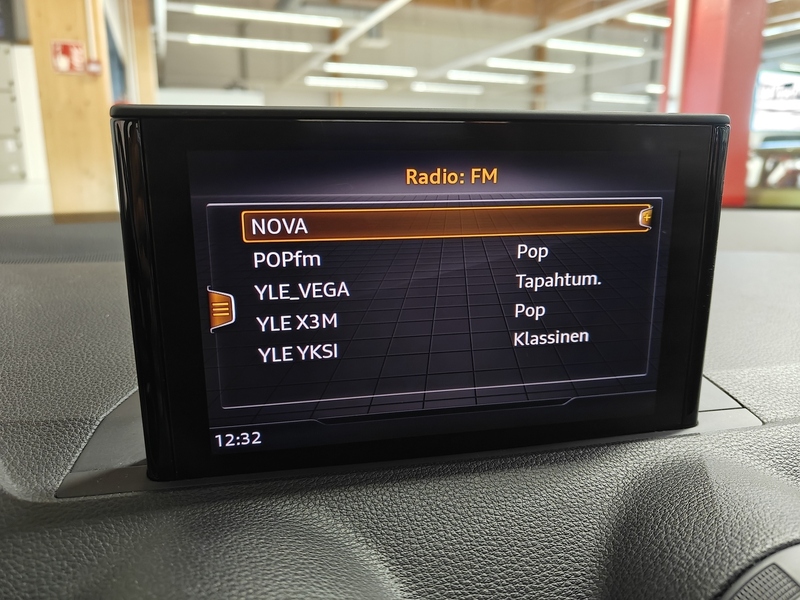 Radio: FM
NOVA
POPfm Pop
YLE_VEGA Tapahtum.
YLE X3M Pop
YLE YKSI Klassinen
12:32